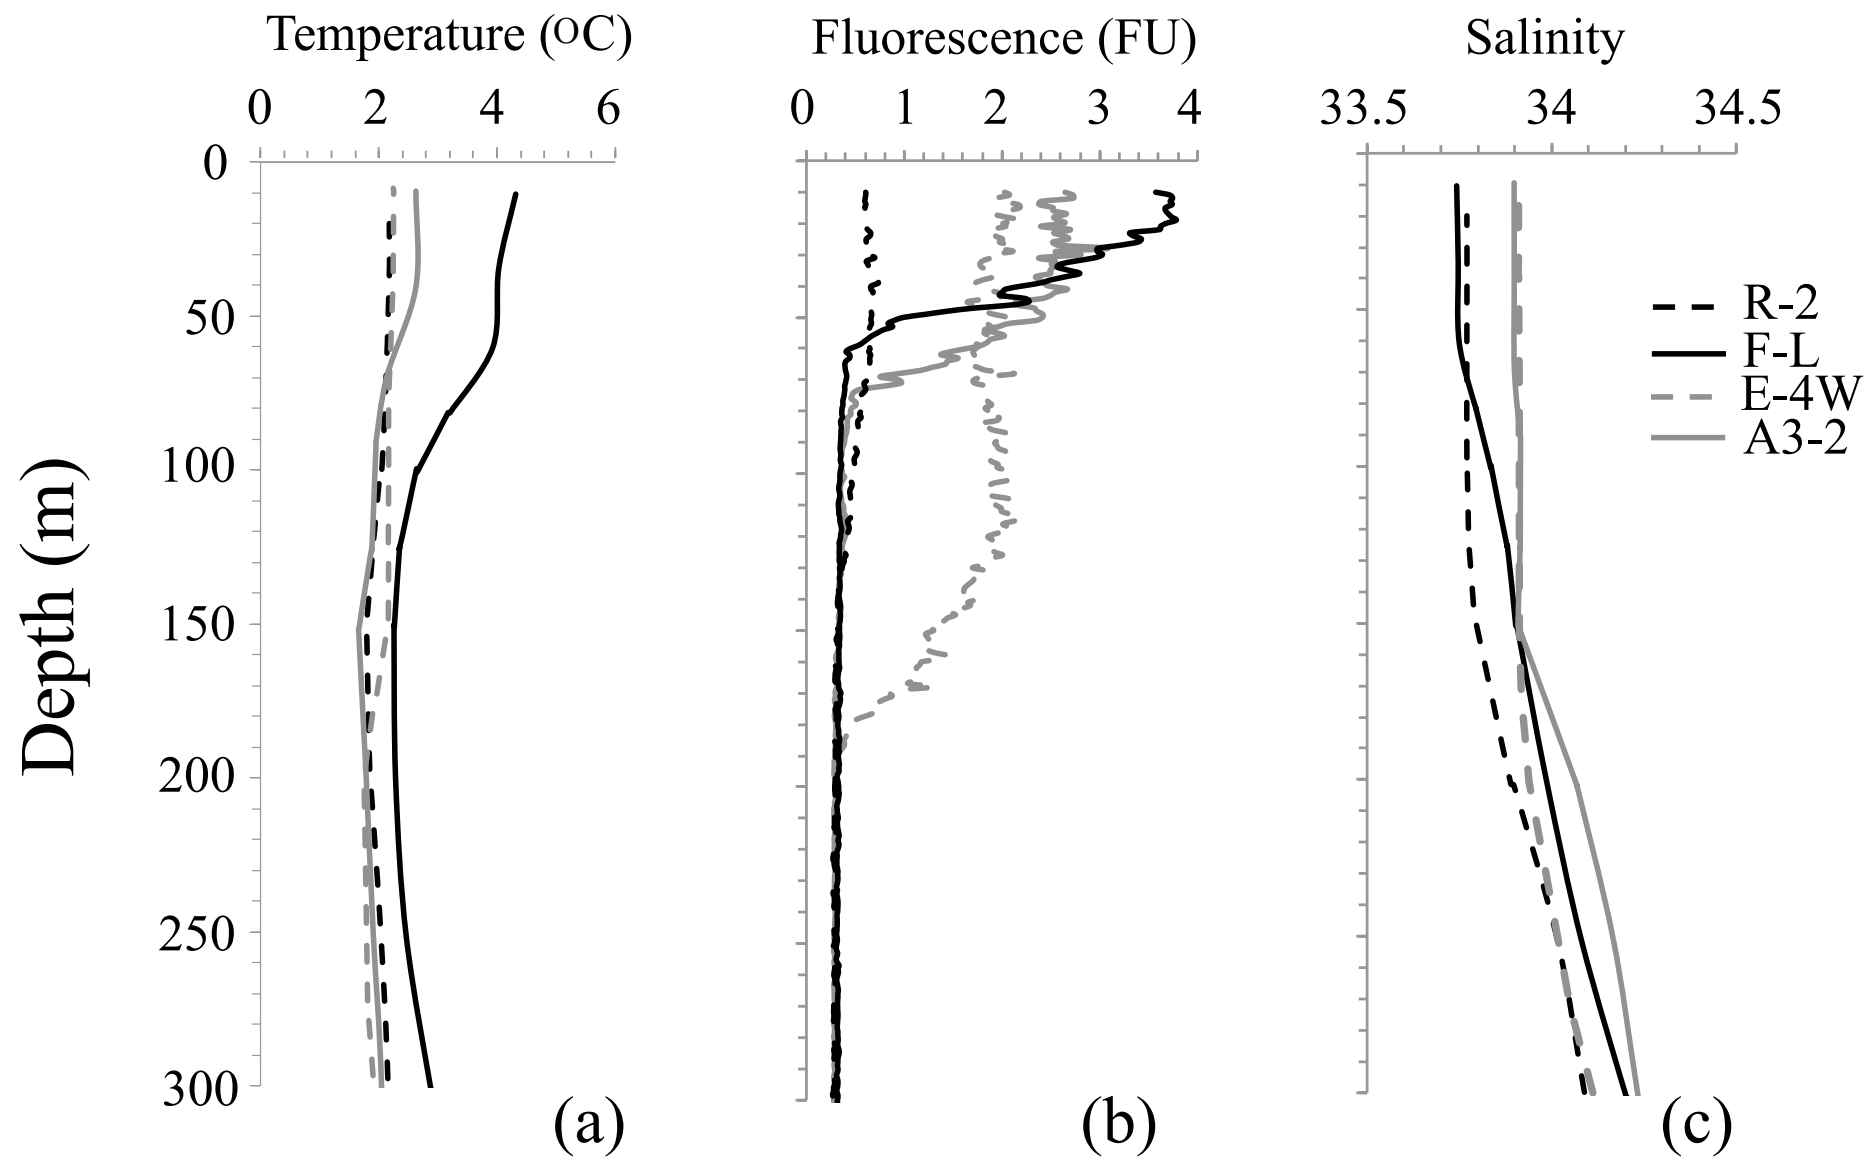 Temperature (OC) Fluorescence (FU) Salinity
0 2 4 6 0 1 2 3 4 33.5 34 34.5
0
50
100
150
200
250
300
Depth (m)
R-2
F-L
E-4W
A3-2
(a) (b) (c)